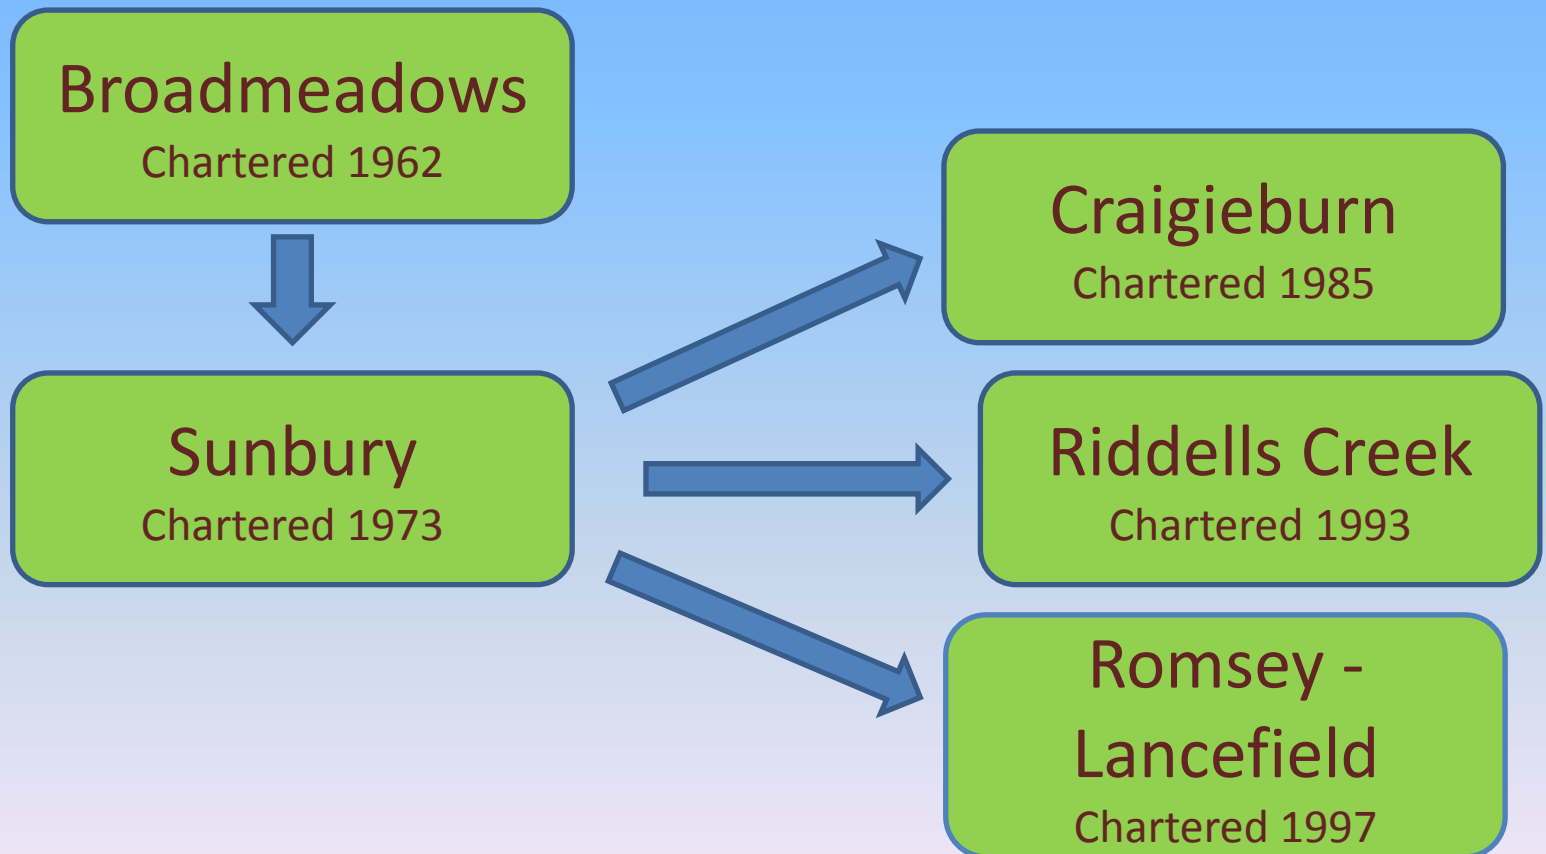 Broadmeadows
Chartered 1962
Sunbury
Chartered 1973
Craigieburn
Chartered 1985
Riddells Creek
Chartered 1993
Romsey -
Lancefield
Chartered 1997